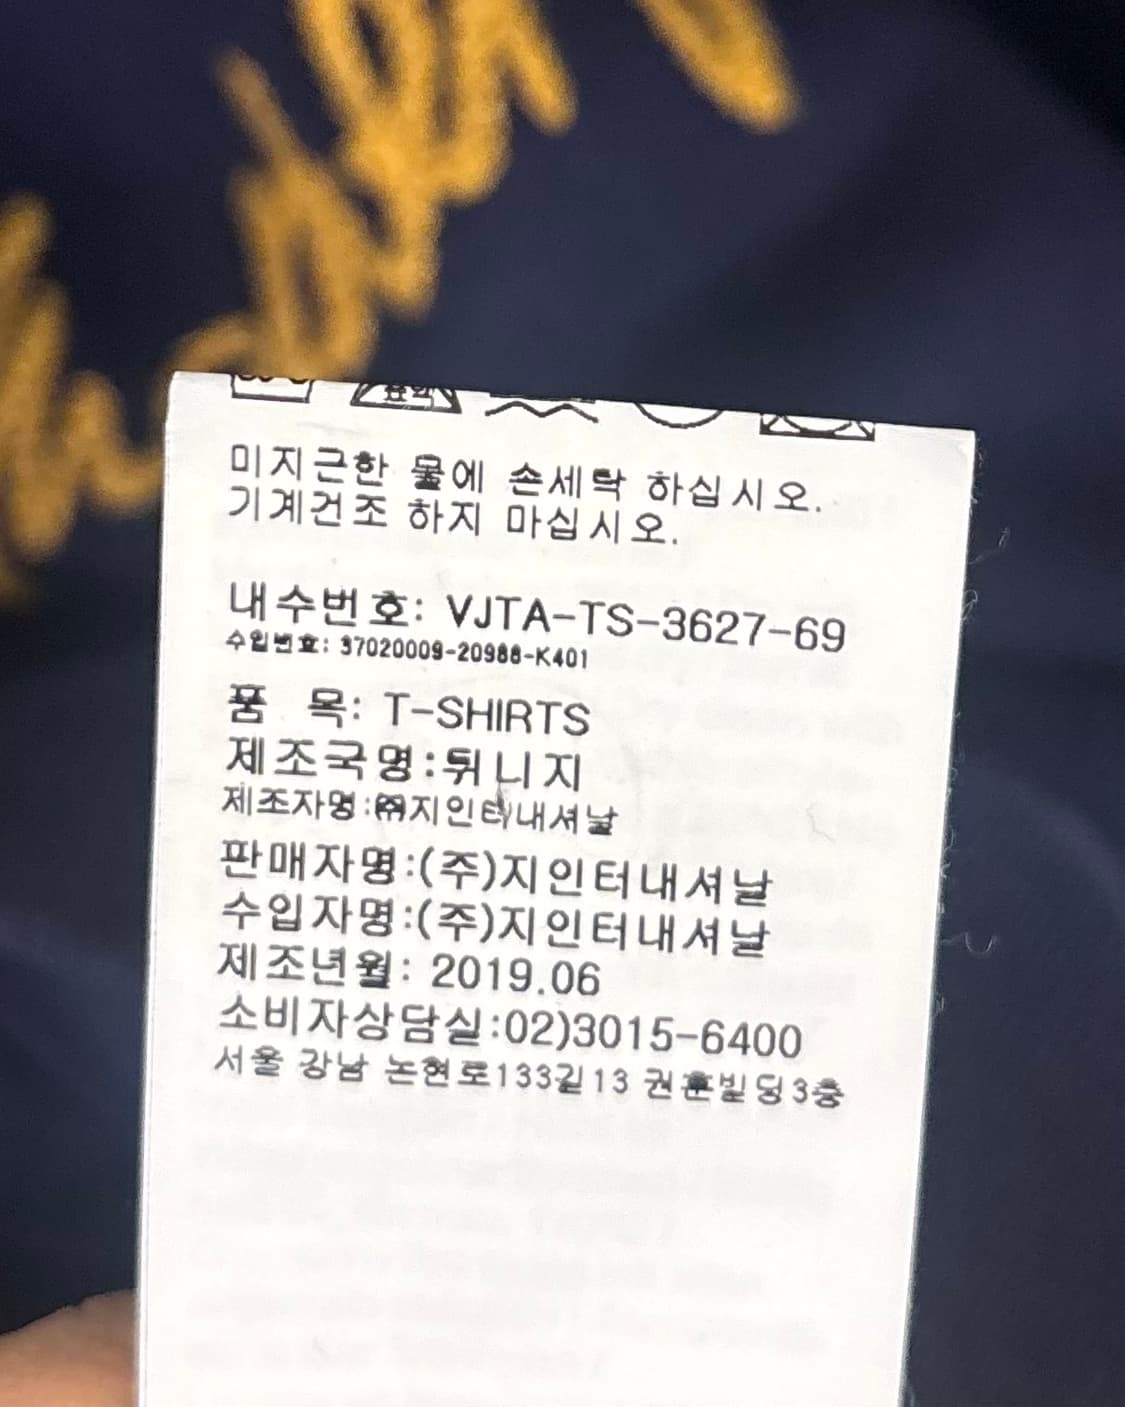 미지근한 물에 손세탁 하십시오.
기계건조 하지 마십시오.
내수번호: VJTA-TS-3627-69
수입번호: 37020009-20988-K401
품 목: T-SHIRTS
제조국명:튀니지
제조자명:㈜지인터내셔날
판매자명:(주)지인터내셔날
수입자명:(주)지인터내셔날
제조년월: 2019.06
소비자상담실:02)3015-6400
서울 강남 논현로133길13 권훈빌딩3층